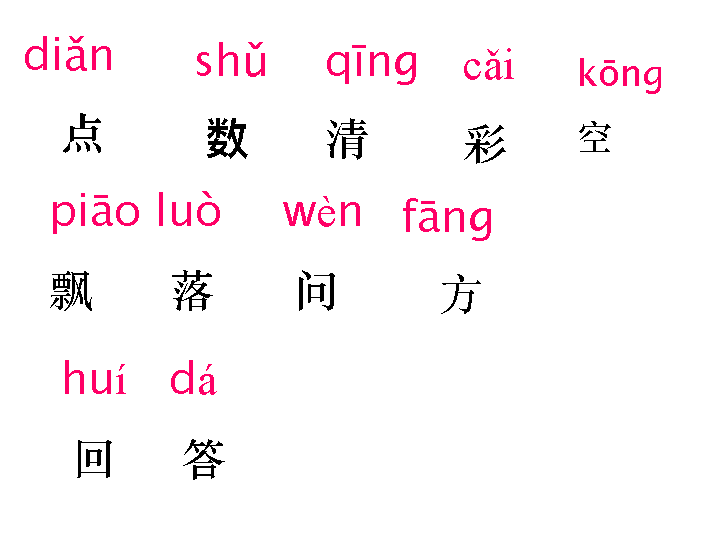 diǎn shǔ qīng cǎi kōng
点 数 清 彩 空
piāo luò wèn fāng
飘 落 问 方
huí dá
回 答